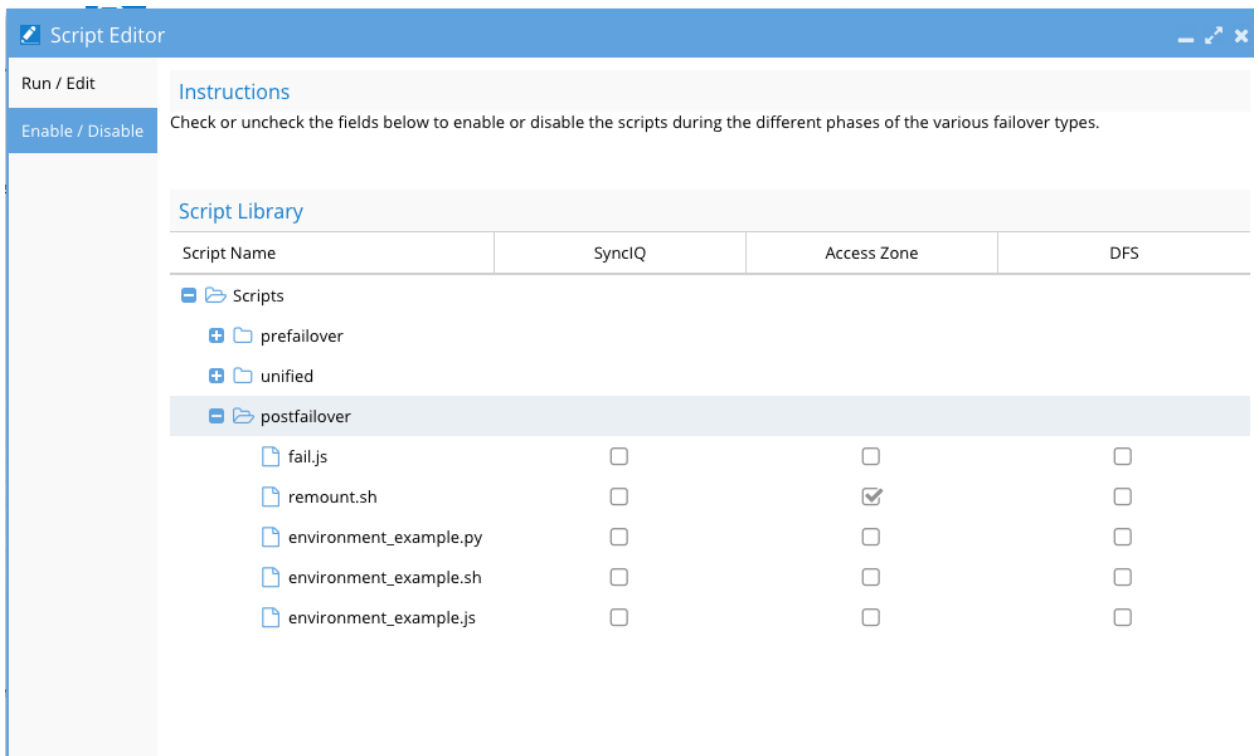 Script Editor
Run / Edit
Enable / Disable
Instructions
Check or uncheck the fields below to enable or disable the scripts during the different phases of the various failover types.
Script Library
Script Name SyncIQ Access Zone DFS
Scripts
prefailover
unified
postfailover
fail.js
remount.sh
environment_example.py
environment_example.sh
environment_example.js